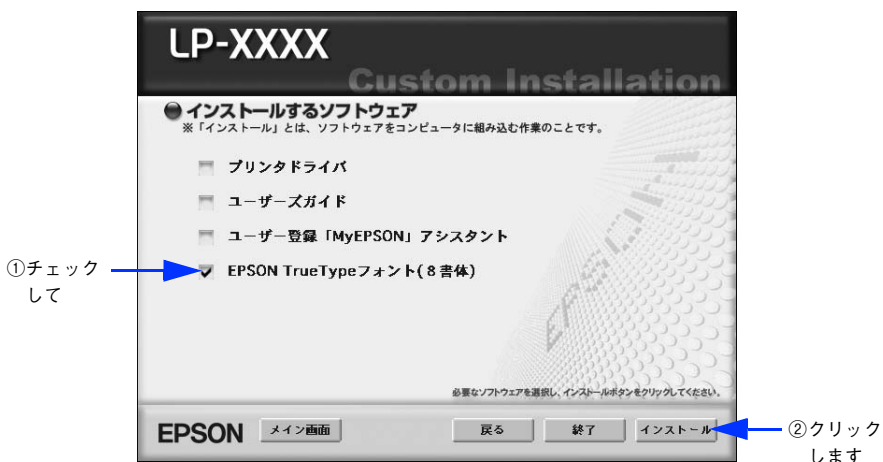 LP-XXXX
Custom Installation
インストールするソフトウェア
※「インストール」とは、ソフトウェアをコンピュータに組み込む作業のことです。
プリンタドライバ
ユーザーズガイド
ユーザー登録「MyEPSON」アシスタント
EPSON TrueTypeフォント(8書体)
①チェック
して
EPSON
必要なソフトウェアを選択し、インストールボタンをクリックしてください。
EPSON
メイン画面
戻る
終了
インストール
②クリック
します